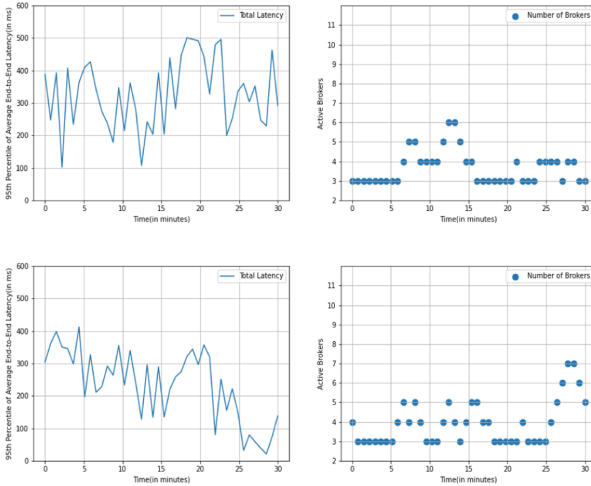 600
500
400
300
200
100
0
95th Percentile of Average End-to-End Latency(in ms)
Total Latency
0 5 10 15 20 25 30
Time(in minutes)
11
10
9
8
7
6
5
4
3
2
Active Brokers
Number of Brokers
0 5 10 15 20 25 30
Time(in minutes)
600
500
400
300
200
100
0
95th Percentile of Average End-to-End Latency(in ms)
Total Latency
0 5 10 15 20 25 30
Time(in minutes)
11
10
9
8
7
6
5
4
3
2
Active Brokers
Number of Brokers
0 5 10 15 20 25 30
Time(in minutes)